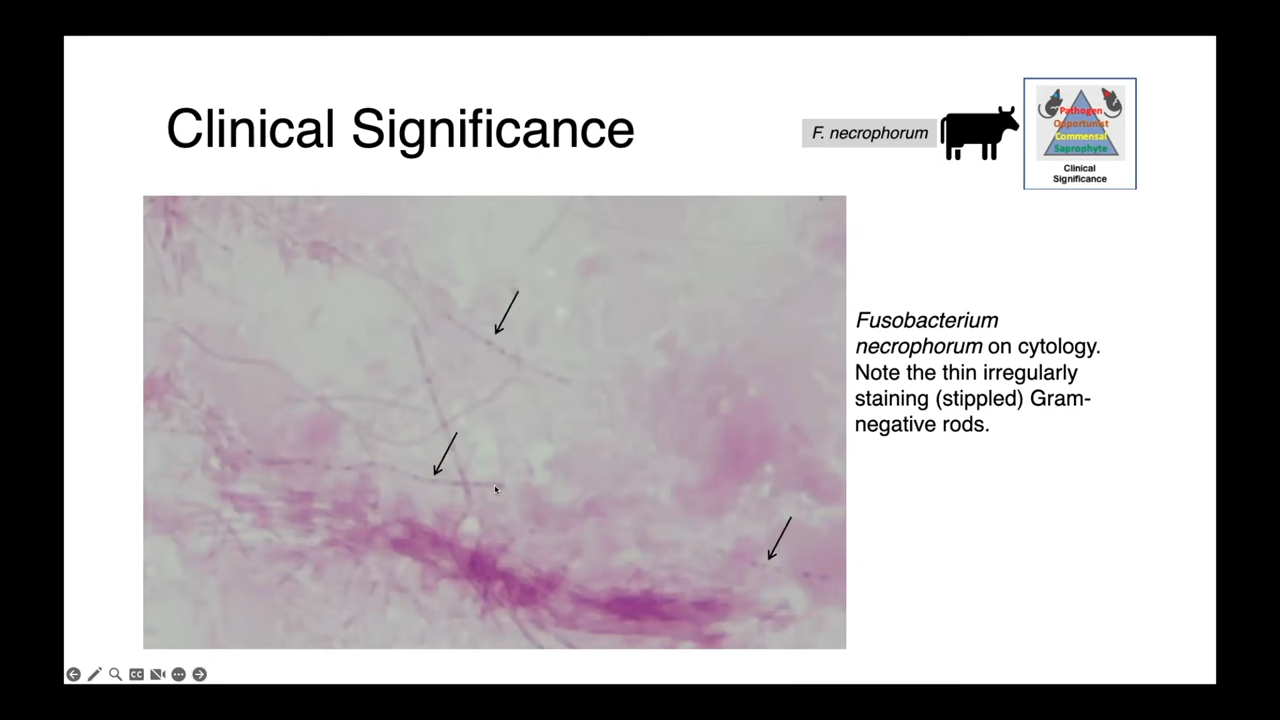 Clinical Significance
F. necrophorum
Pathogen
Opportunist
Commensal
Saprophyte
Clinical
Significance
Fusobacterium
necrophorum on cytology.
Note the thin irregularly
staining (stippled) Gram-
negative rods.
CC